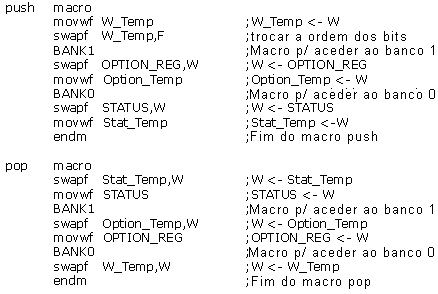 push macro
movwf W_Temp ;W_Temp <- W
swapf W_Temp,F ;trocar a ordem dos bits
BANK1 ;Macro p/ aceder ao banco 1
swapf OPTION_REG,W ;W <- OPTION_REG
movwf Option_Temp ;Option_Temp <- W
BANK0 ;Macro p/ aceder ao banco 0
swapf STATUS,W ;W <- STATUS
movwf Stat_Temp ;Stat_Temp <-W
endm ;Fim do macro push
pop macro
swapf Stat_Temp,W ;W <- Stat_Temp
movwf STATUS ;STATUS <- W
BANK1 ;Macro p/ aceder ao banco 1
swapf Option_Temp,W ;W <- Option_Temp
movwf OPTION_REG ;OPTION_REG <- W
BANK0 ;Macro p/ aceder ao banco 0
swapf W_Temp,W ;W <- W_Temp
endm ;Fim do macro pop